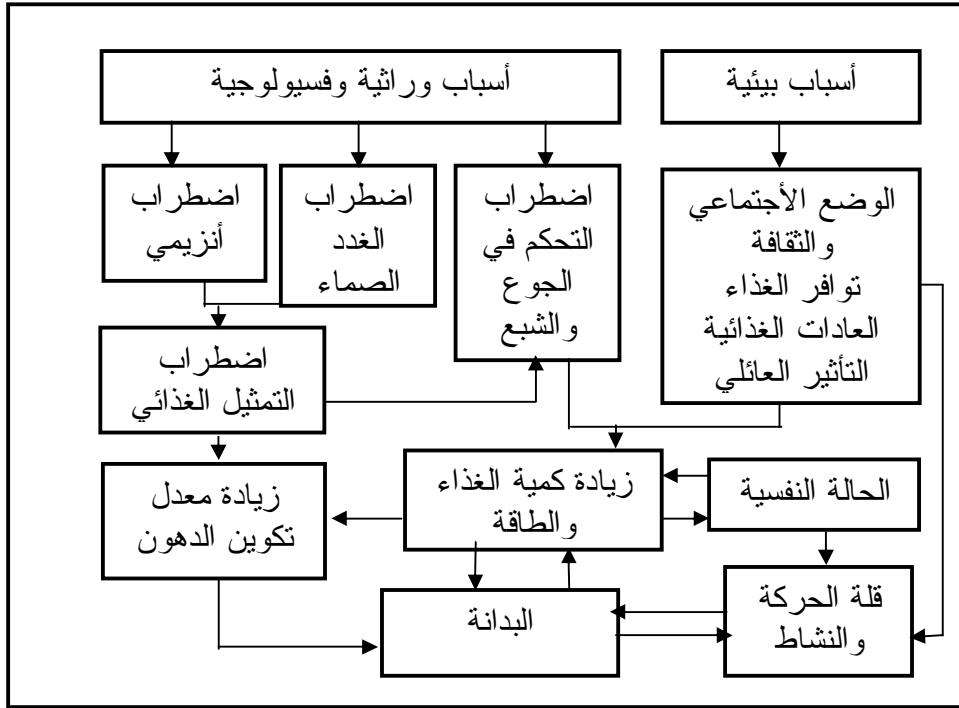 أسباب بيئية
أسباب وراثية وفسيولوجية
الوضع الأجتماعي
والثقافة
توافر الغذاء
العادات الغذائية
التأثير العائلي
اضطراب
التحكم في
الجوع
والشبع
اضطراب
الغدد
الصماء
اضطراب
أنزيمي
اضطراب
التمثيل الغذائي
الحالة النفسية
زيادة كمية الغذاء
والطاقة
زيادة معدل
تكوين الدهون
قلة الحركة
والنشاط
البدانة